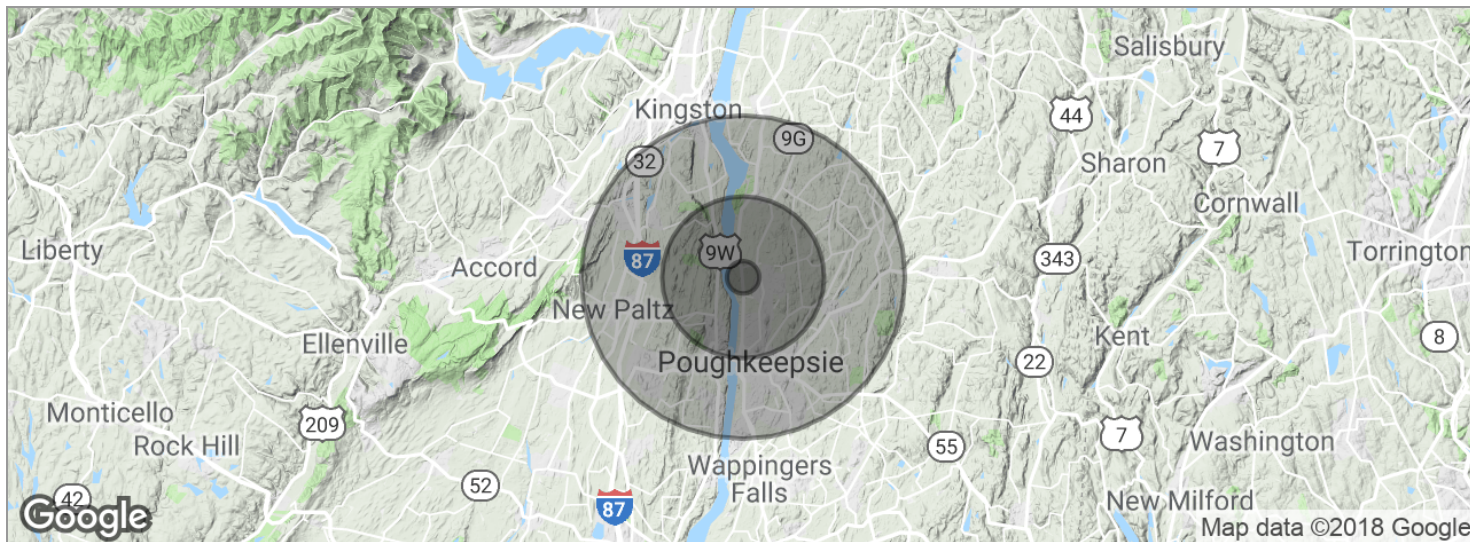 Salisbury
Kingston
44
9G
7
32
Sharon
Cornwall
Liberty
9W
Torrington
87
Accord
343
New Paltz
Ellenville
Kent
8
Poughkeepsie
22
Monticello
209
Rock Hill
7
Washington
55
Wappingers
Falls
52
42
87
New Milford
Google
Map data ©2018 Google